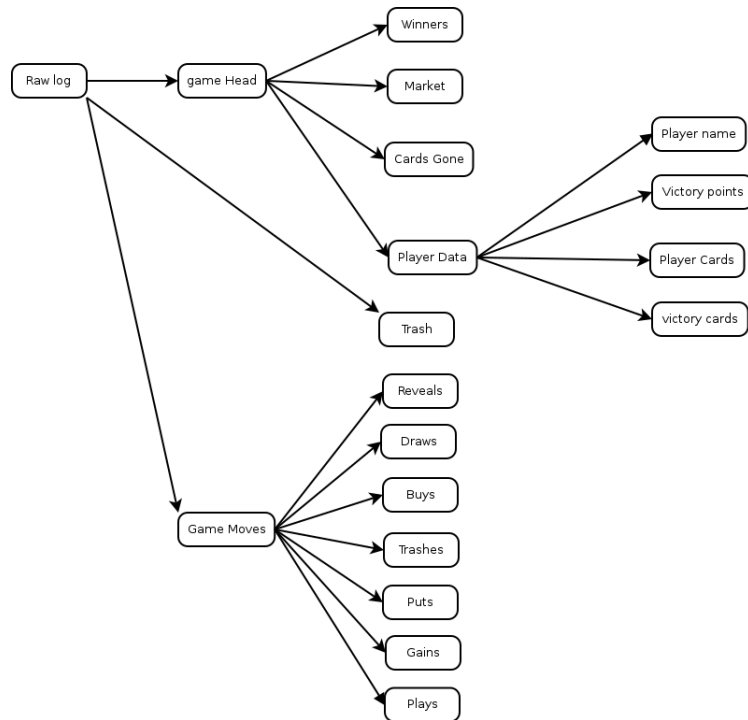 Winners
Raw log
game Head
Market
Cards Gone
Player name
Victory points
Player Data
Player Cards
victory cards
Trash
Reveals
Draws
Buys
Game Moves
Trashes
Puts
Gains
Plays